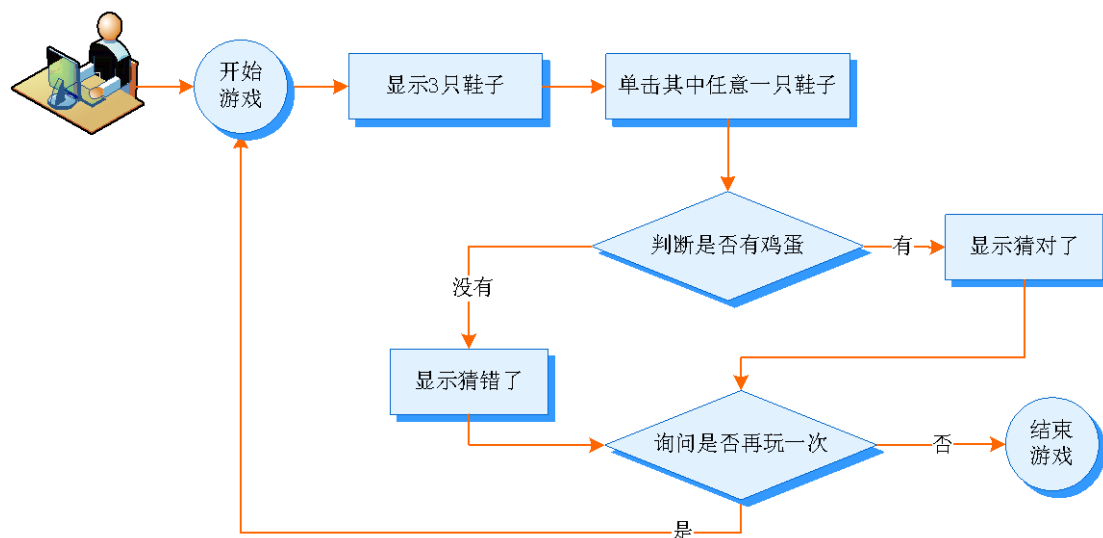 开始
游戏
显示3只鞋子
单击其中任意一只鞋子
判断是否有鸡蛋
有
显示猜对了
没有
显示猜错了
询问是否再玩一次
否
结束
游戏
是